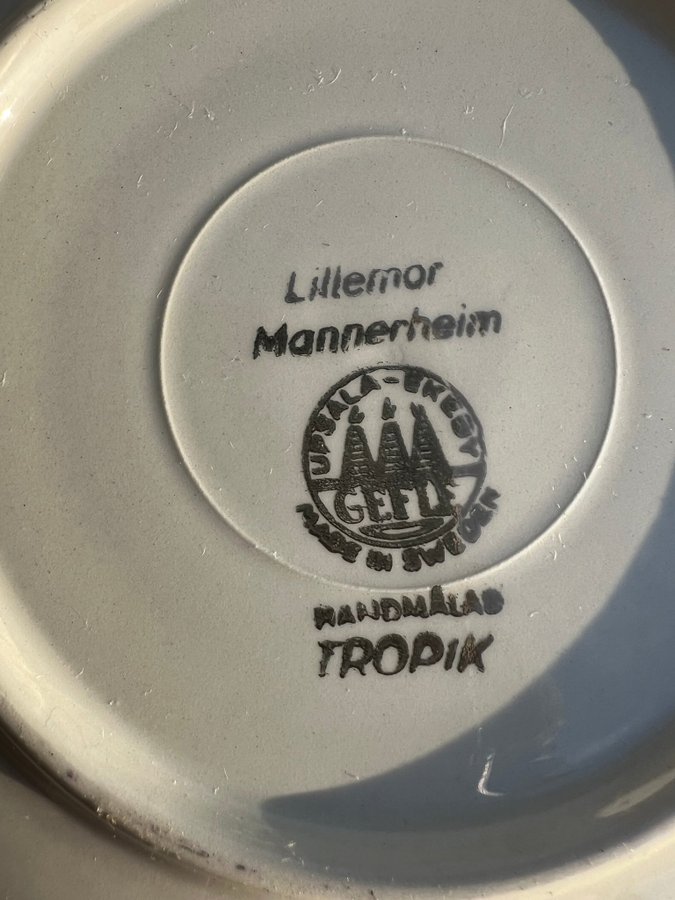 Lillemor
Mannerheim
UPSALA-EKEBY
GEFLE
MADE IN SWEDEN
HANDMÅLAD
TROPIK